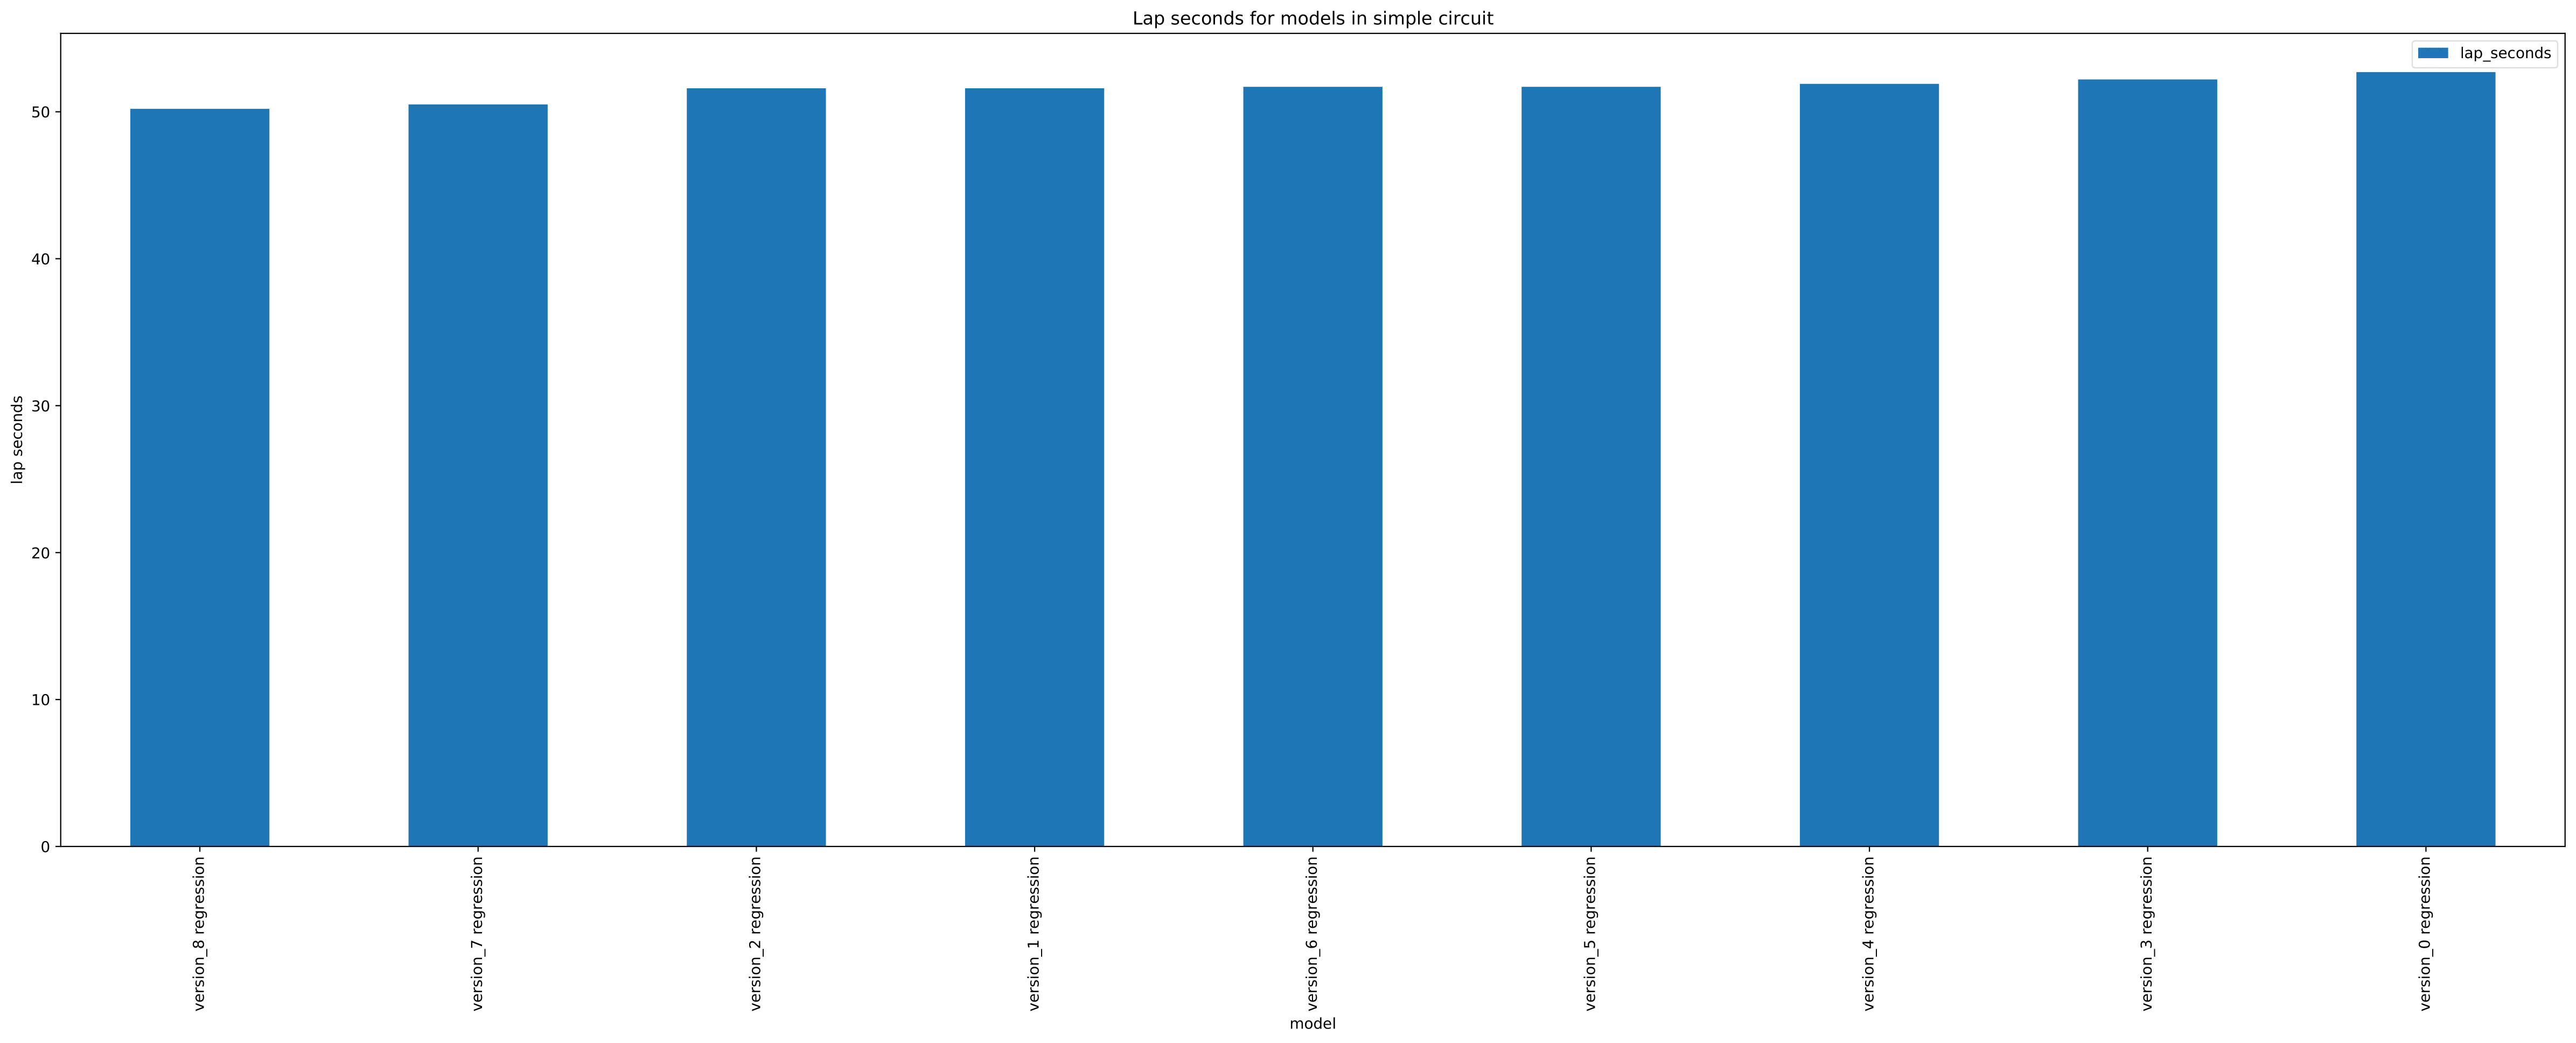 Lap seconds for models in simple circuit
lap_seconds
lap seconds
50
40
30
20
10
0
version_8 regression
version_7 regression
version_2 regression
version_1 regression
version_6 regression
version_5 regression
version_4 regression
version_3 regression
version_0 regression
model